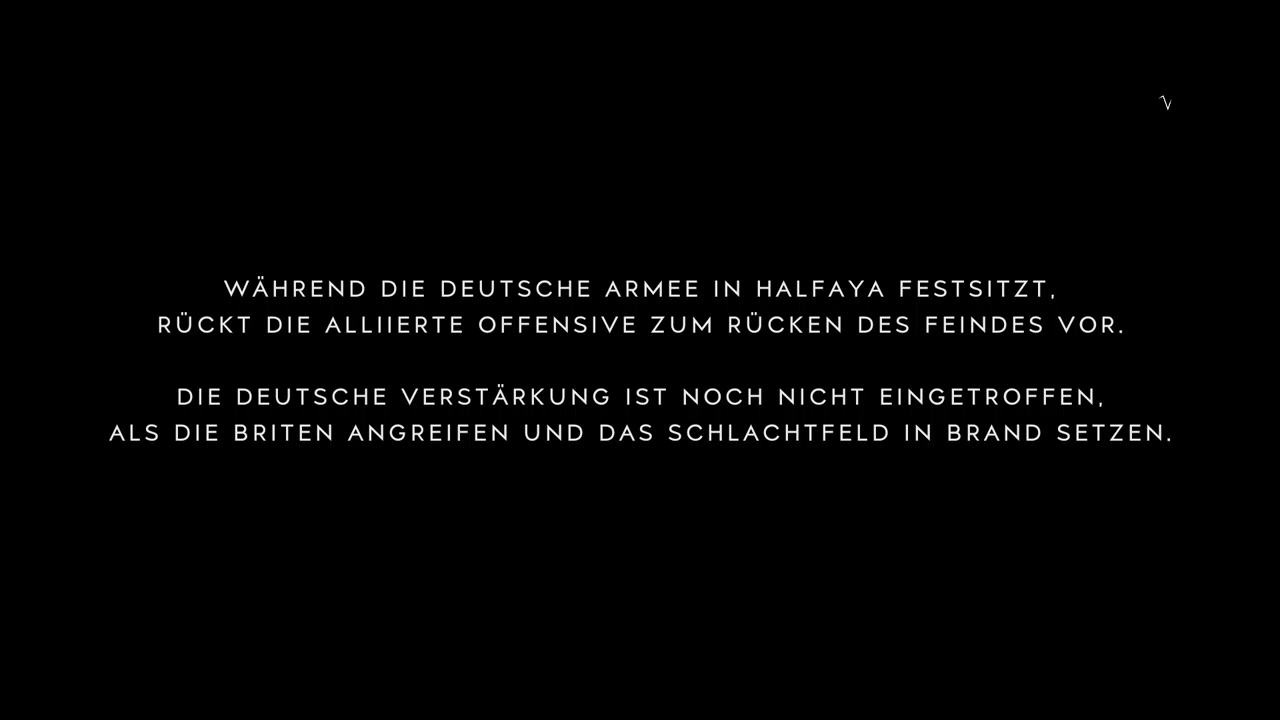 WÄHREND DIE DEUTSCHE ARMEE IN HALFAYA FESTSITZT,
RÜCKT DIE ALLIIERTE OFFENSIVE ZUM RÜCKEN DES FEINDES VOR.
DIE DEUTSCHE VERSTÄRKUNG IST NOCH NICHT EINGETROFFEN,
ALS DIE BRITEN ANGREIFEN UND DAS SCHLACHTFELD IN BRAND SETZEN.